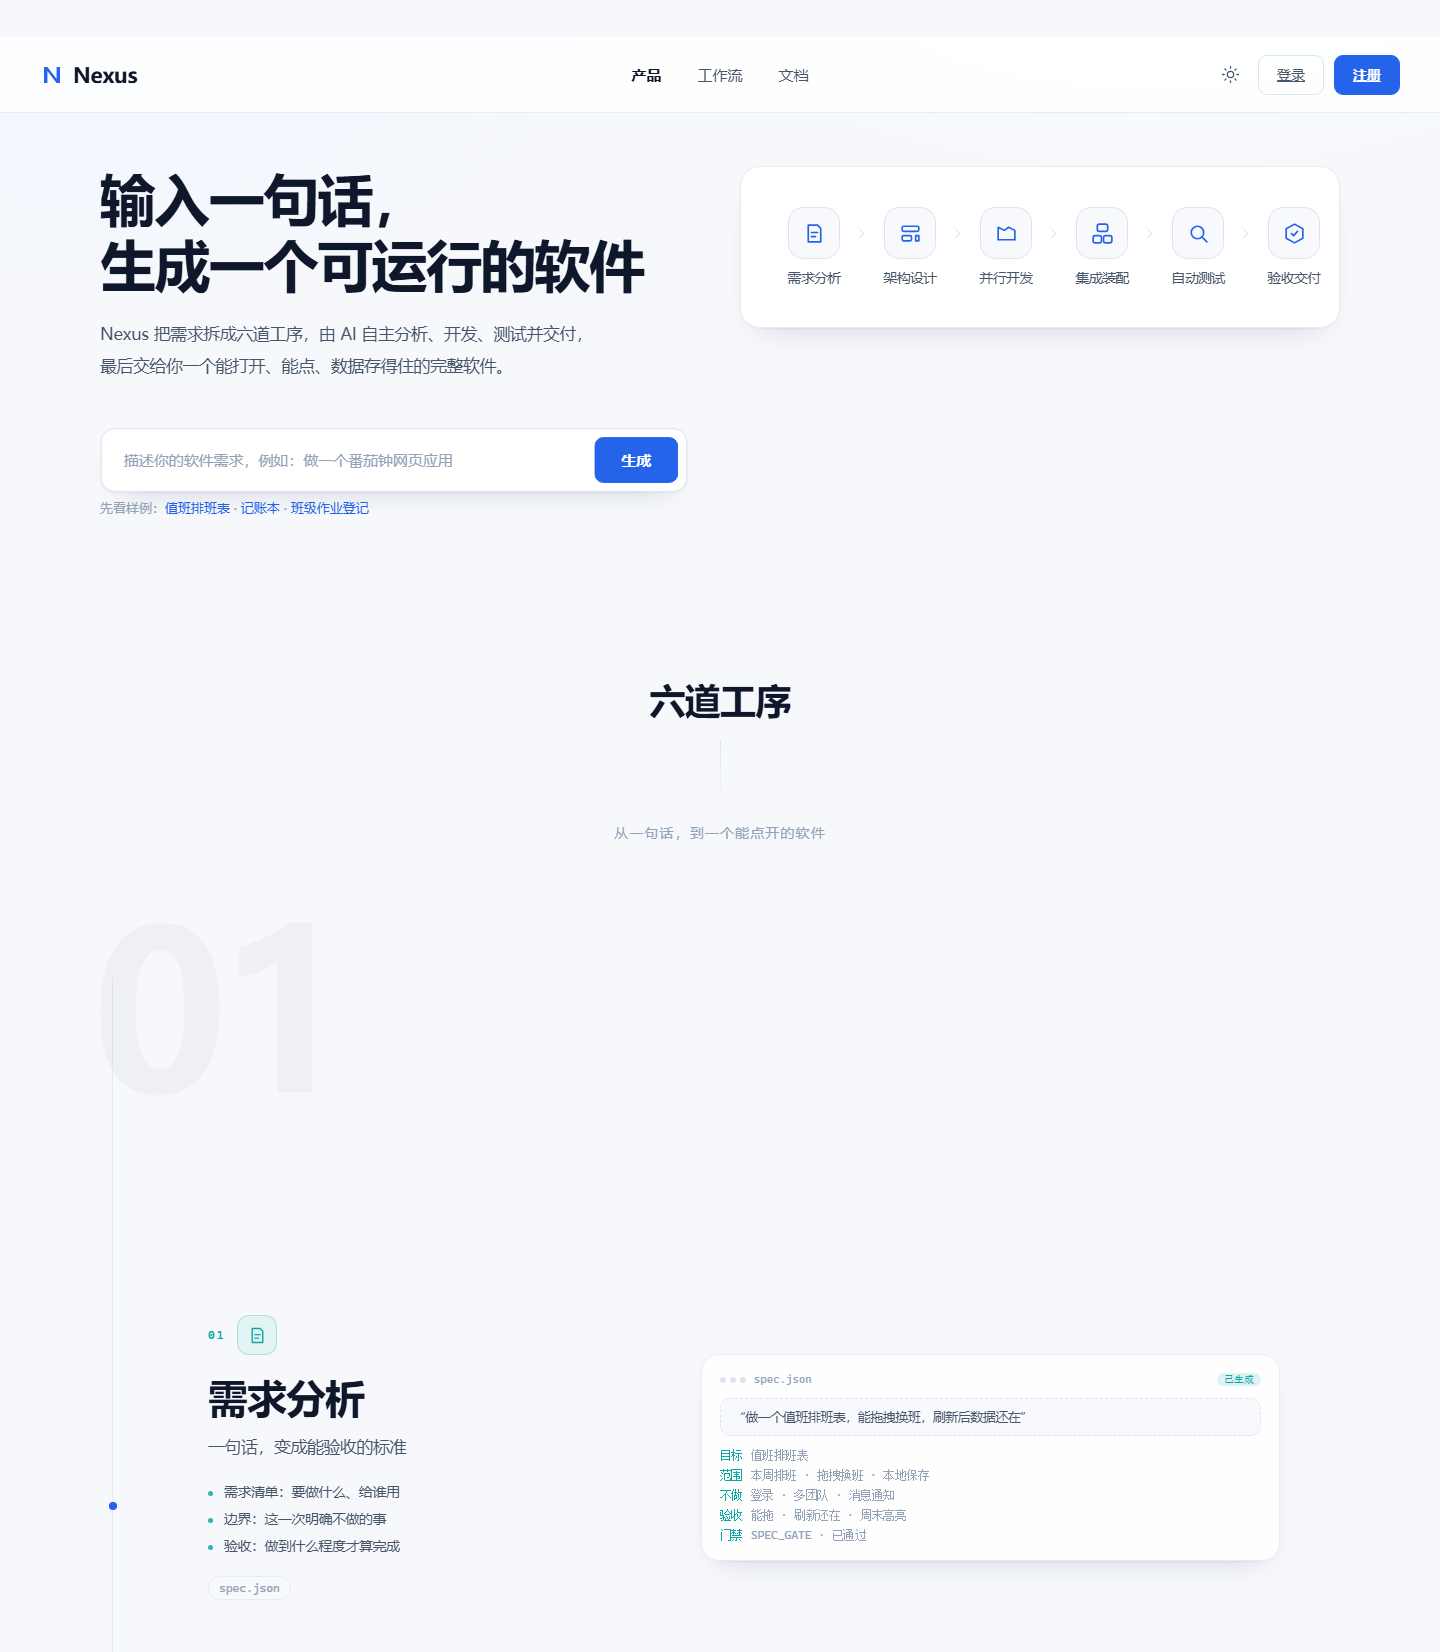 N Nexus
产品 工作流 文档
登录 注册
输入一句话，
生成一个可运行的软件
Nexus 把需求拆成六道工序，由 AI 自主分析、开发、测试并交付，
最后交给你一个能打开、能点、数据存得住的完整软件。
描述你的软件需求，例如：做一个番茄钟网页应用 生成
先看样例：值班排班表 · 记账本 · 班级作业登记
需求分析 架构设计 并行开发 集成装配 自动测试 验收交付
六道工序
从一句话，到一个能点开的软件
01
01
需求分析
一句话，变成能验收的标准
需求清单：要做什么、给谁用
边界：这一次明确不做的事
验收：做到什么程度才算完成
spec.json
spec.json 已生成
“做一个值班排班表，能拖拽换班，刷新后数据还在”
目标 值班排班表
范围 本周排班 · 拖拽换班 · 本地保存
不做 登录 · 多团队 · 消息通知
验收 能拖 · 刷新还在 · 周末高亮
门禁 SPEC_GATE · 已通过